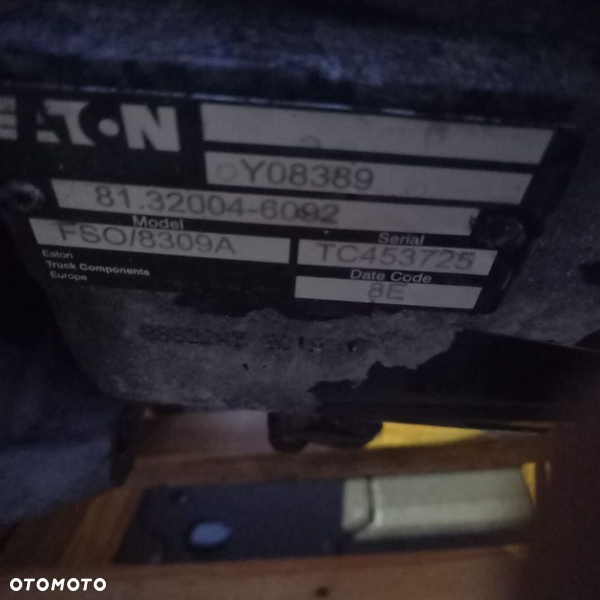 EATON
Y08389
81.32004-6092
Model
Serial
FSO/8309A
TC453725
Eaton
Truck Components
Europe
Date Code
8E
OTOMOTO